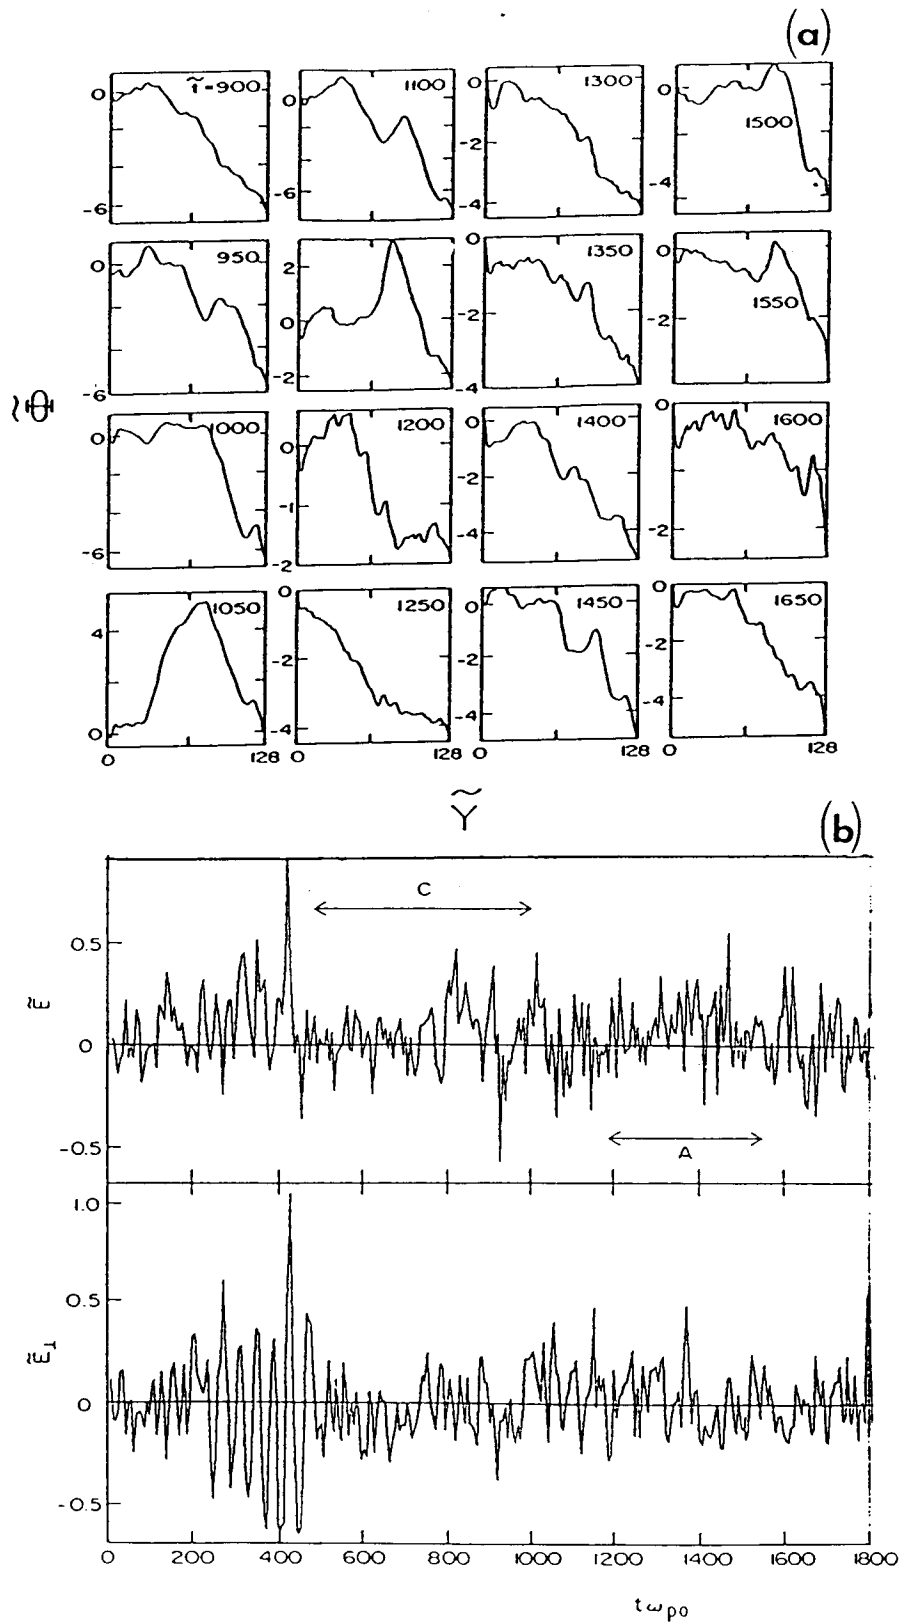 (a)
t̃=900 1100 1300 1500
0 0 0 0
-2 -4
-6 -6 -4
950 1350 1550
0 2 0 0
0 -2 -2
-6 -2 -4
Φ̃
1000 1200 1400 1600
0 0 0 0
-1 -2 -2
-6 -2 -4
1050 1250 1450 1650
4 0 0 0
-2 -2 -2
0 -4 -4 -4
0 128 0 128 0 128 0 128
Ỹ
(b)
C
0.5
Ẽ
0
-0.5
A
1.0
0.5
Ẽ⊥
0
-0.5
0 200 400 600 800 1000 1200 1400 1600 1800
tωpo